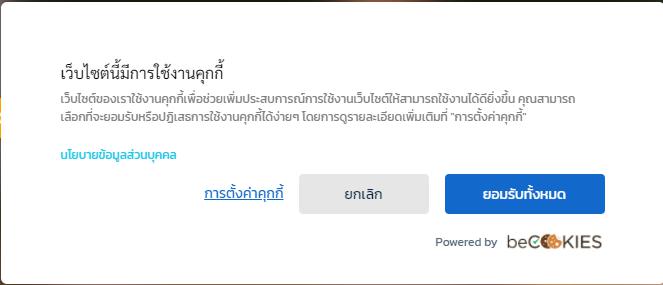 เว็บไซต์นี้มีการใช้งานคุกกี้
เว็บไซต์ของเราใช้งานคุกกี้เพื่อช่วยเพิ่มประสบการณ์การใช้งานเว็บไซต์ให้สามารถใช้งานได้ดียิ่งขึ้น คุณสามารถ
เลือกที่จะยอมรับหรือปฏิเสธการใช้งานคุกกี้ได้ง่ายๆ โดยการดูรายละเอียดเพิ่มเติมที่ "การตั้งค่าคุกกี้"
นโยบายข้อมูลส่วนบุคคล
การตั้งค่าคุกกี้ ยกเลิก ยอมรับทั้งหมด
Powered by beCOOKIES